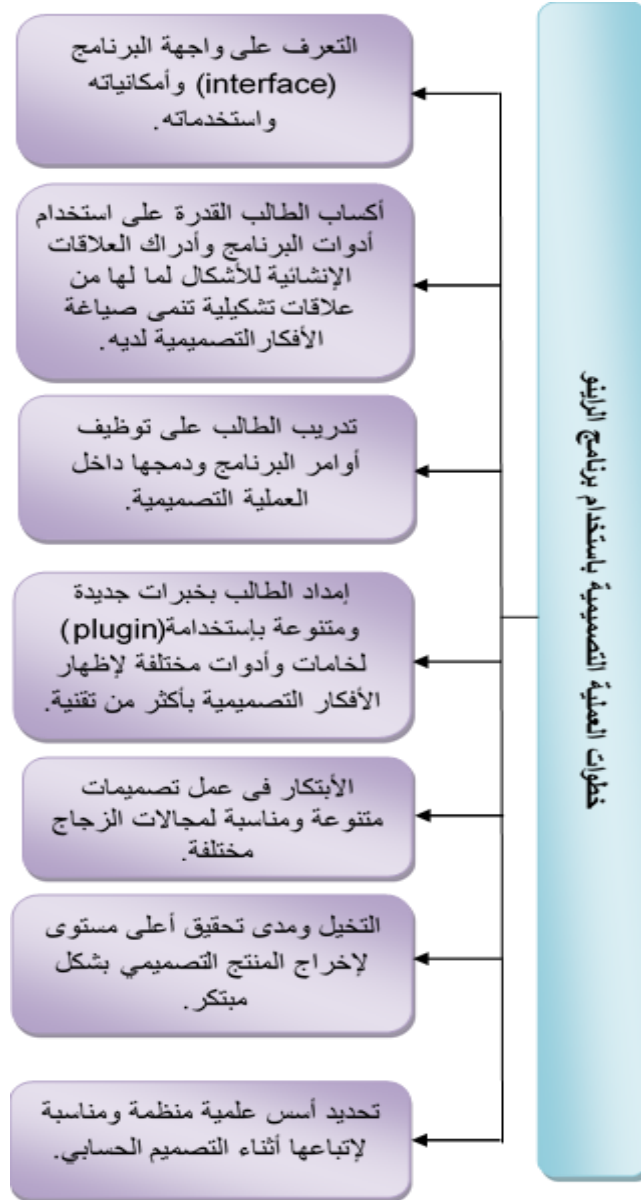 خطوات العملية التصميمية باستخدام برنامج الراينو
التعرف على واجهة البرنامج
(interface) وأمكانياته
واستخدماته.
أكساب الطالب القدرة على استخدام
أدوات البرنامج وأدراك العلاقات
الإنشائية للأشكال لما لها من
علاقات تشكيلية تنمى صياغة
الأفكار التصميمية لديه.
تدريب الطالب على توظيف
أوامر البرنامج ودمجها داخل
العملية التصميمية.
إمداد الطالب بخبرات جديدة
ومتنوعة بإستخدامة(plugin)
لخامات وأدوات مختلفة لإظهار
الأفكار التصميمية بأكثر من تقنية.
الأبتكار فى عمل تصميمات
متنوعة ومناسبة لمجالات الزجاج
مختلفة.
التخيل ومدى تحقيق أعلى مستوى
لإخراج المنتج التصميمي بشكل
مبتكر.
تحديد أسس علمية منظمة ومناسبة
لإتباعها أثناء التصميم الحسابي.